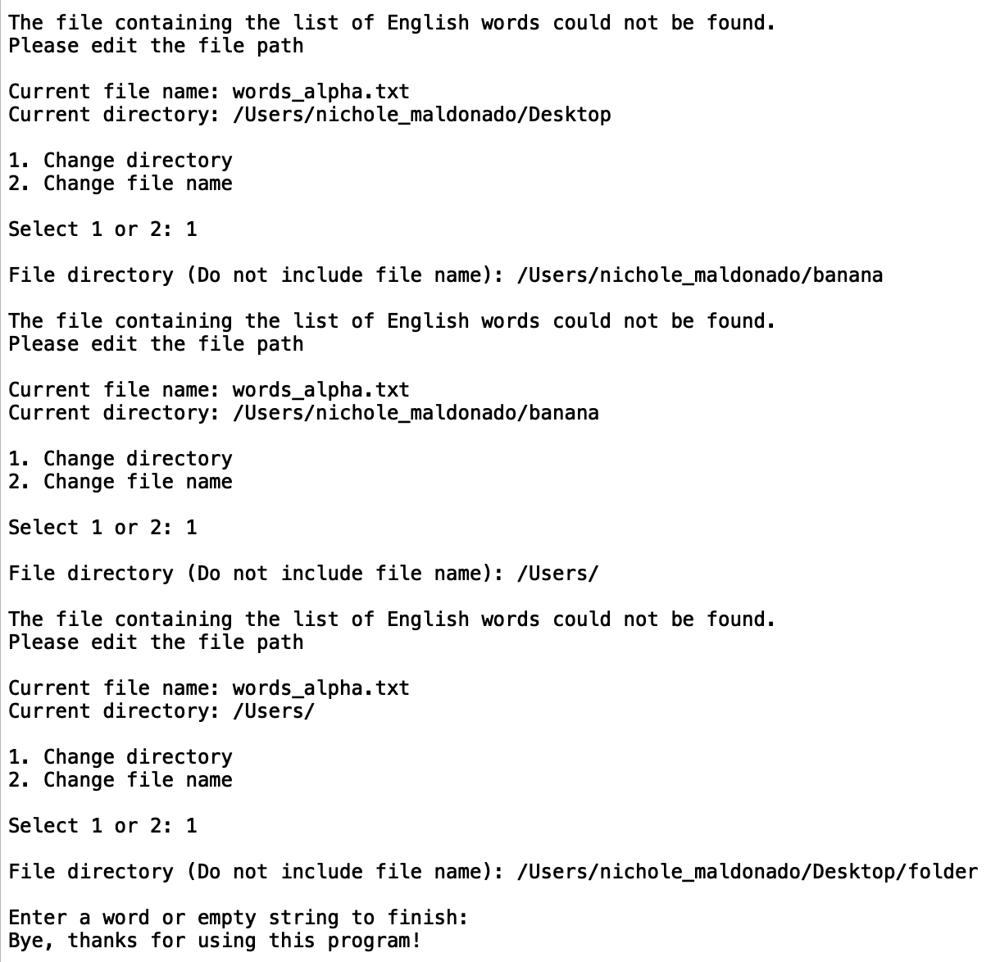 The file containing the list of English words could not be found.
Please edit the file path
Current file name: words_alpha.txt
Current directory: /Users/nichole_maldonado/Desktop
1. Change directory
2. Change file name
Select 1 or 2: 1
File directory (Do not include file name): /Users/nichole_maldonado/banana
The file containing the list of English words could not be found.
Please edit the file path
Current file name: words_alpha.txt
Current directory: /Users/nichole_maldonado/banana
1. Change directory
2. Change file name
Select 1 or 2: 1
File directory (Do not include file name): /Users/
The file containing the list of English words could not be found.
Please edit the file path
Current file name: words_alpha.txt
Current directory: /Users/
1. Change directory
2. Change file name
Select 1 or 2: 1
File directory (Do not include file name): /Users/nichole_maldonado/Desktop/folder
Enter a word or empty string to finish:
Bye, thanks for using this program!